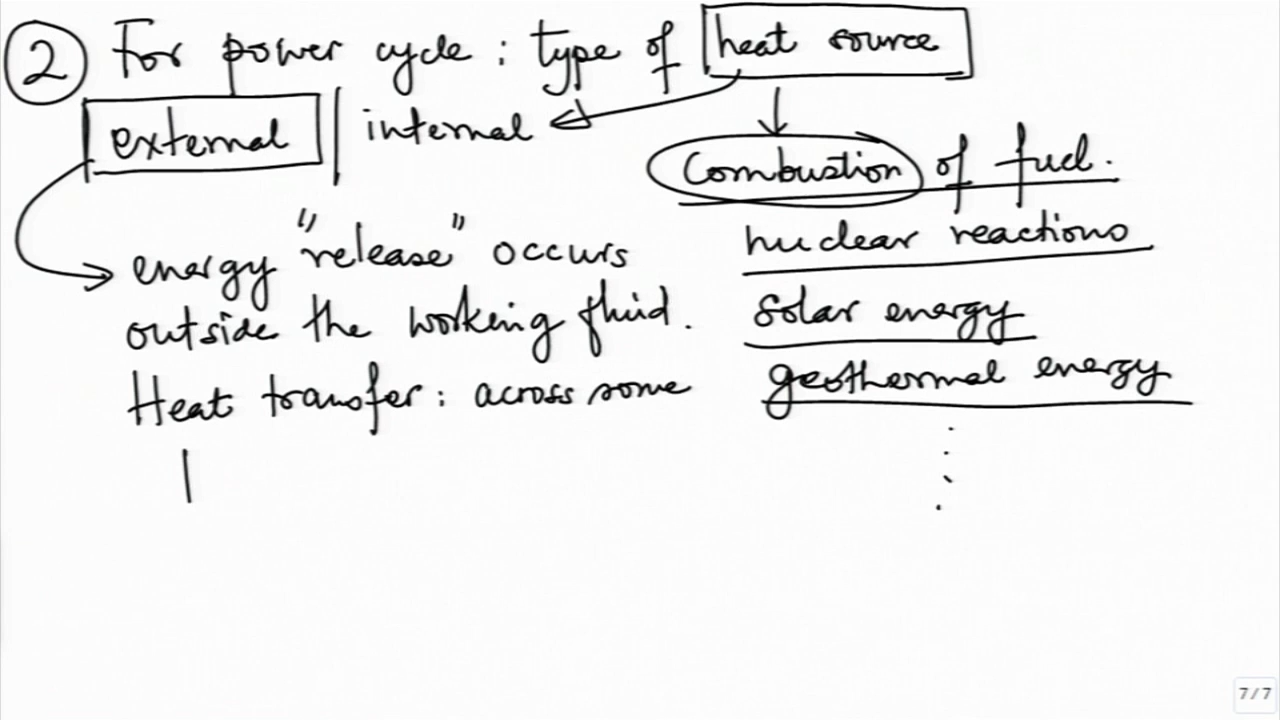 2 For power cycle : type of heat source
external | internal
Combustion of fuel.
nuclear reactions
solar energy
geothermal energy
energy "release" occurs
outside the working fluid.
Heat transfer : across some
7/7